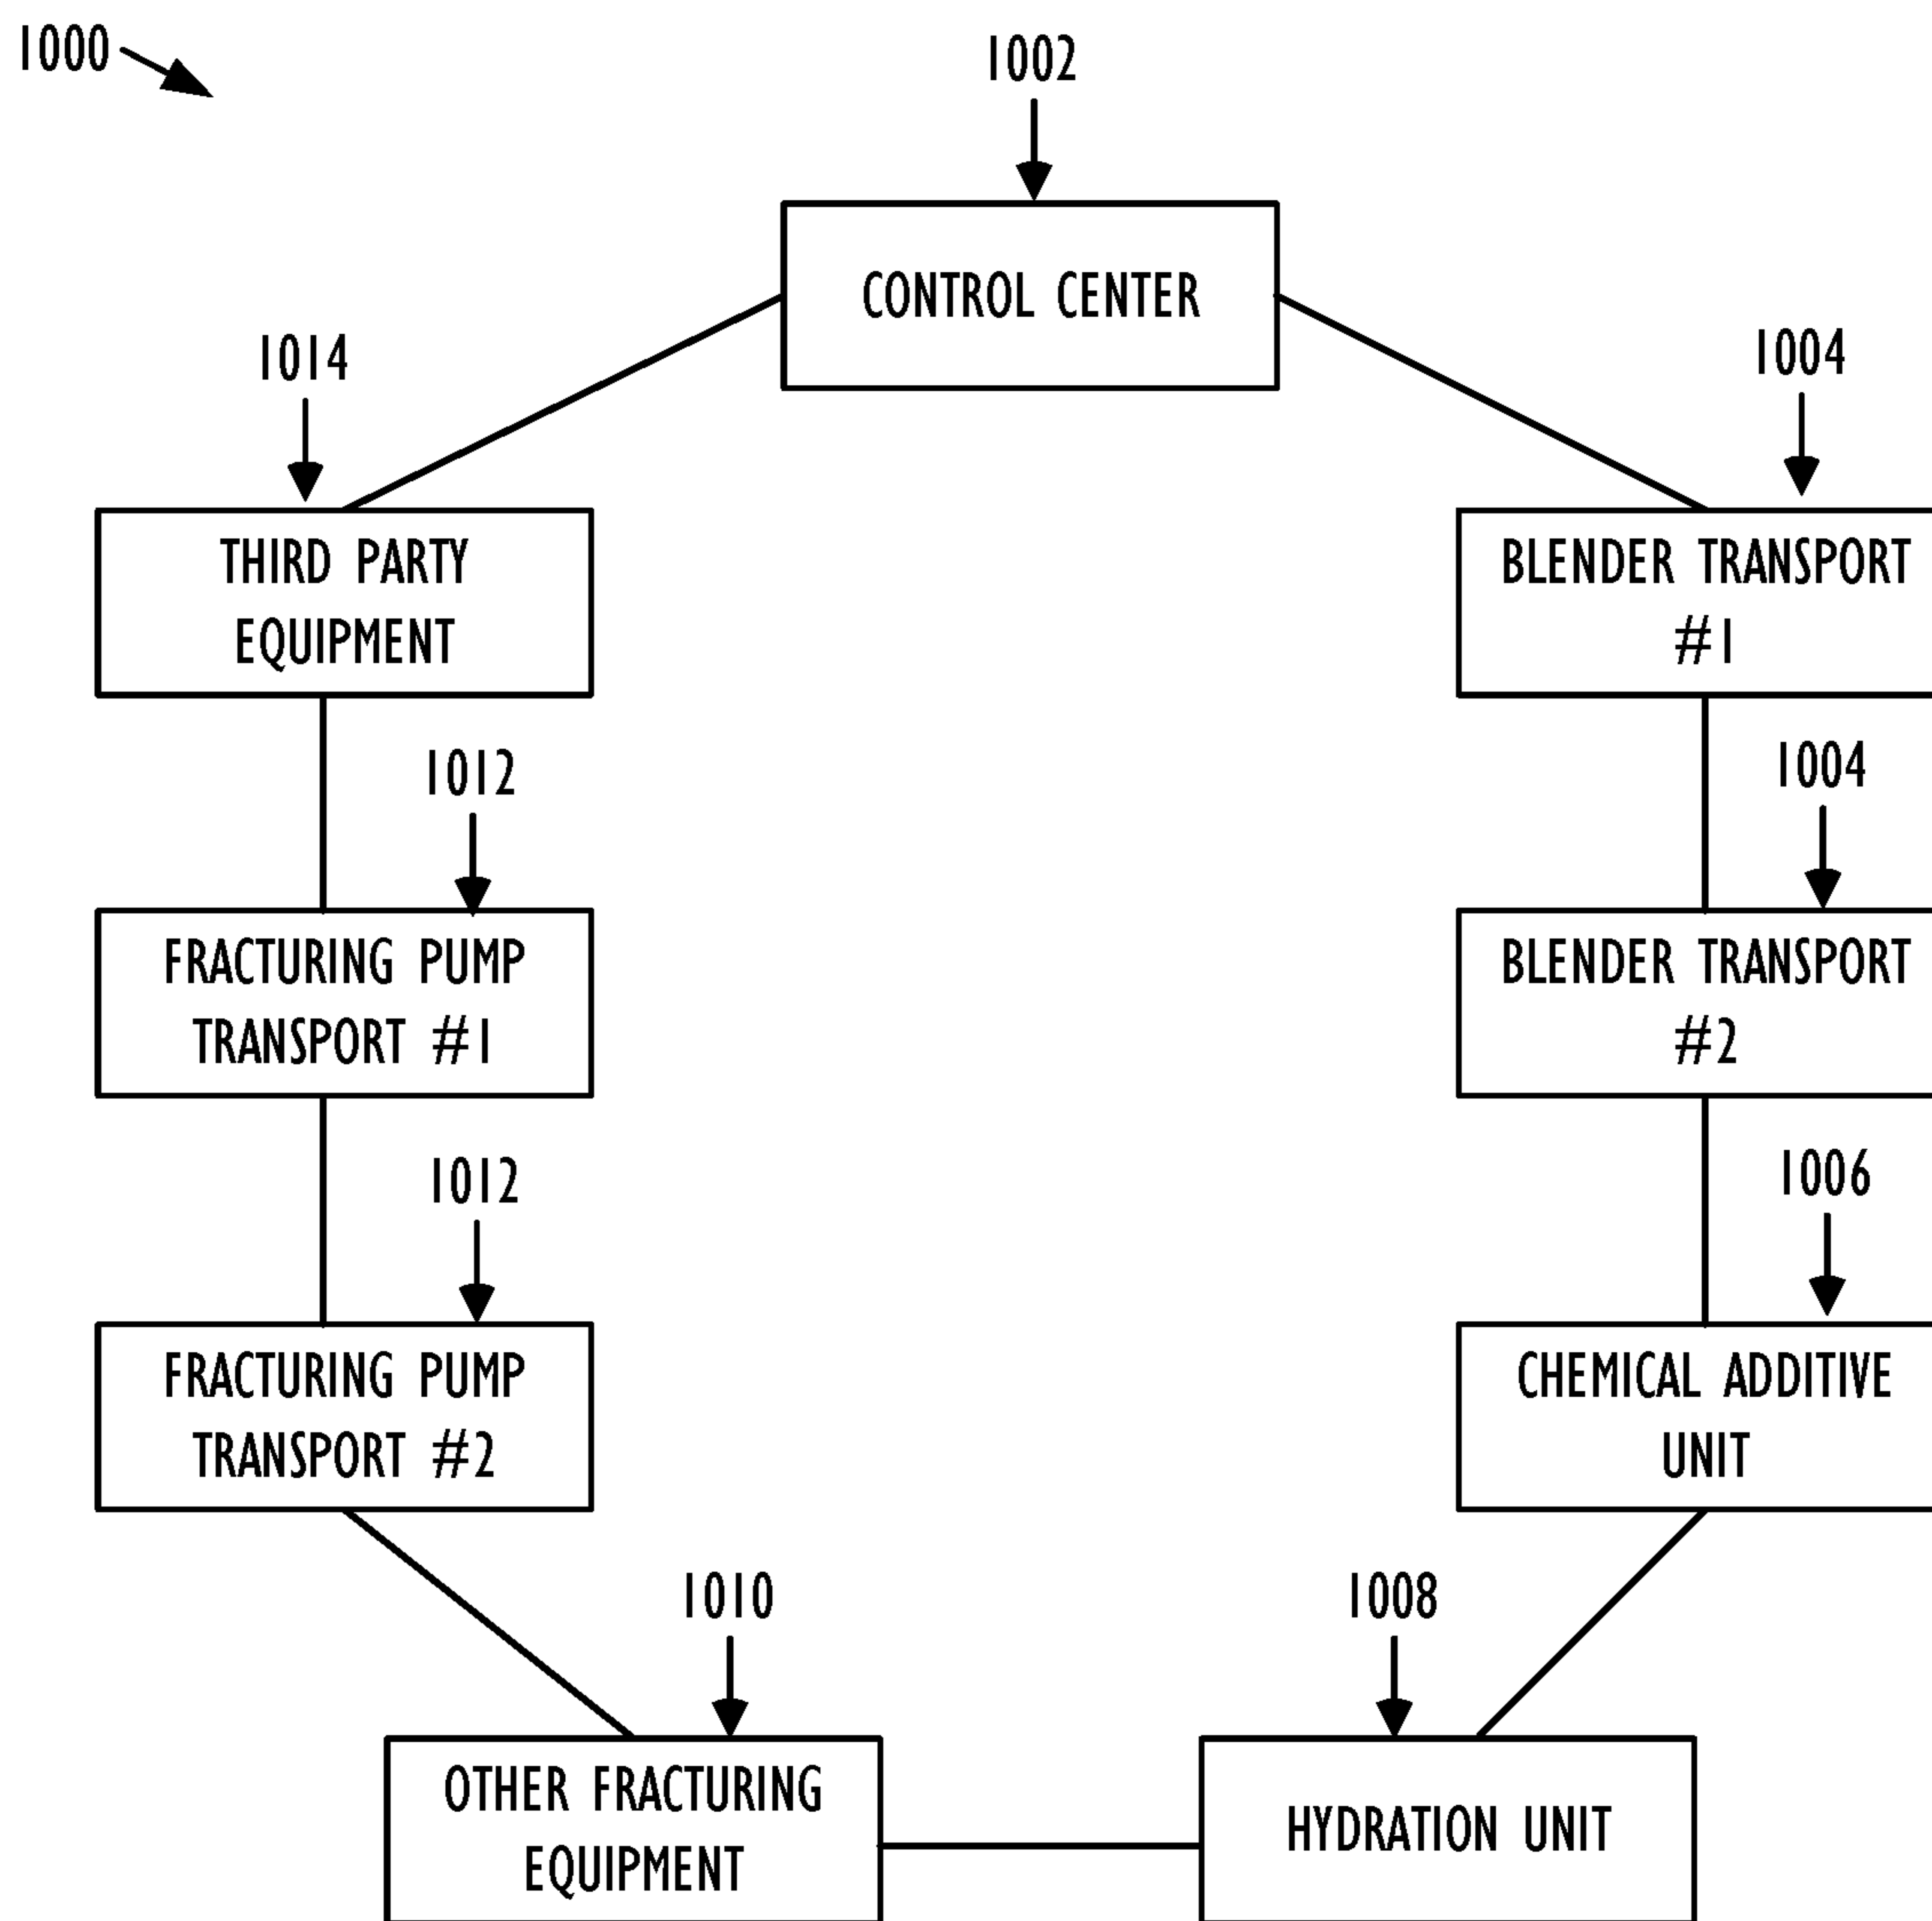 1000
1002
CONTROL CENTER
1014
1004
THIRD PARTY
EQUIPMENT
BLENDER TRANSPORT
#1
1012
1004
FRACTURING PUMP
TRANSPORT #1
BLENDER TRANSPORT
#2
1012
1006
FRACTURING PUMP
TRANSPORT #2
CHEMICAL ADDITIVE
UNIT
1010
1008
OTHER FRACTURING
EQUIPMENT
HYDRATION UNIT